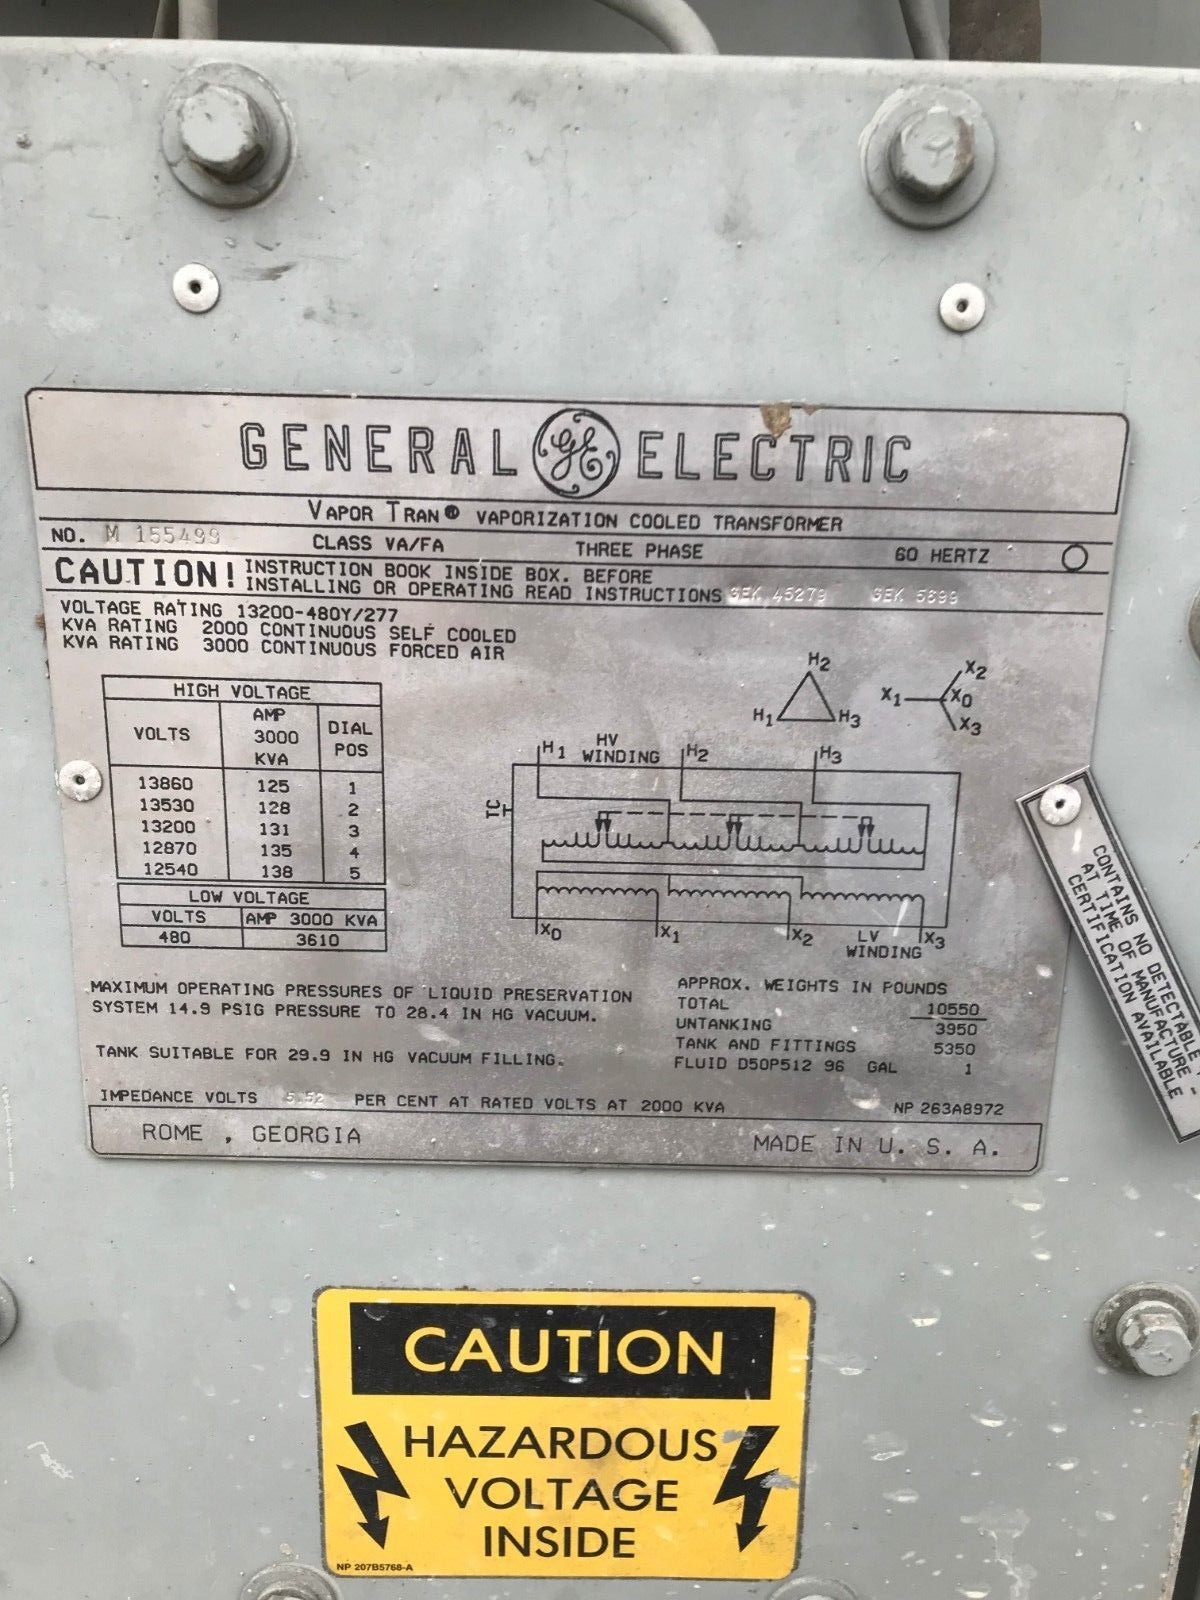 GENERAL GE ELECTRIC
VAPOR TRAN® VAPORIZATION COOLED TRANSFORMER
NO. M 155499 CLASS VA/FA THREE PHASE 60 HERTZ
CAUTION! INSTRUCTION BOOK INSIDE BOX. BEFORE
INSTALLING OR OPERATING READ INSTRUCTIONS GEK 45279 GEK 5699
VOLTAGE RATING 13200-480Y/277
KVA RATING 2000 CONTINUOUS SELF COOLED
KVA RATING 3000 CONTINUOUS FORCED AIR
HIGH VOLTAGE
VOLTS AMP 3000 KVA DIAL POS
13860 125 1
13530 128 2
13200 131 3
12870 135 4
12540 138 5
LOW VOLTAGE
VOLTS AMP 3000 KVA
480 3610
H2
H1 H3
X2
X1 X0
X3
H1 HV WINDING H2 H3
TC
X0 X1 X2 LV WINDING X3
MAXIMUM OPERATING PRESSURES OF LIQUID PRESERVATION
SYSTEM 14.9 PSIG PRESSURE TO 28.4 IN HG VACUUM.
TANK SUITABLE FOR 29.9 IN HG VACUUM FILLING.
APPROX. WEIGHTS IN POUNDS
TOTAL 10550
UNTANKING 3950
TANK AND FITTINGS 5350
FLUID D50P512 96 GAL 1
IMPEDANCE VOLTS 5.52 PER CENT AT RATED VOLTS AT 2000 KVA NP 263A8972
ROME , GEORGIA MADE IN U. S. A.
CONTAINS NO DETECTABLE
AT TIME OF MANUFACTURE -
CERTIFICATION AVAILABLE
CAUTION
HAZARDOUS
VOLTAGE
INSIDE
NP 207B5768-A